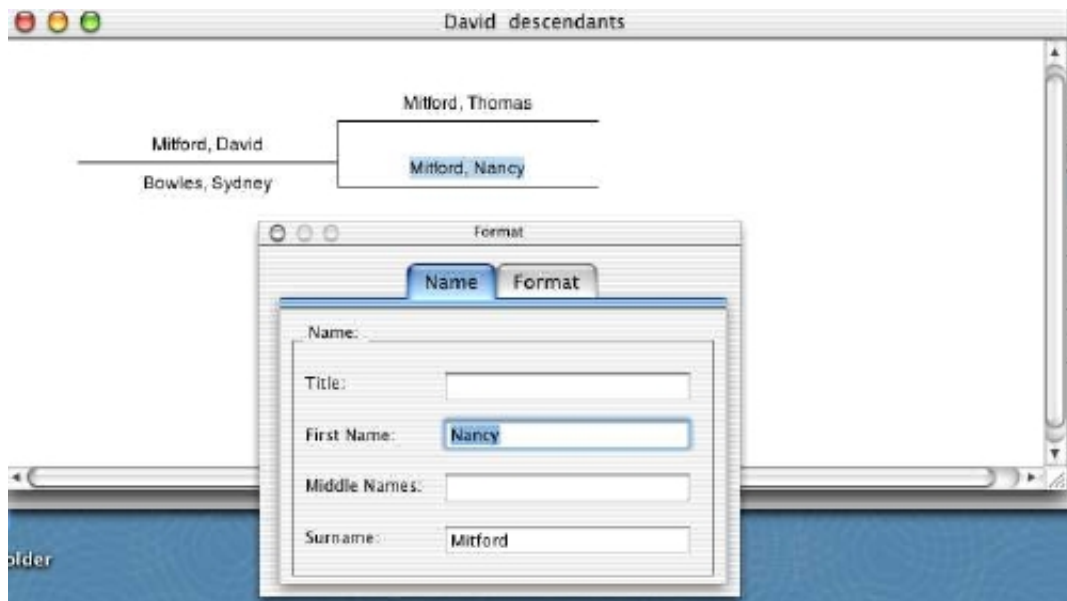 David descendants
Mitford, Thomas
Mitford, David
Mitford, Nancy
Bowles, Sydney
Format
Name Format
Name:
Title:
First Name: Nancy
Middle Names:
Surname: Mitford
older